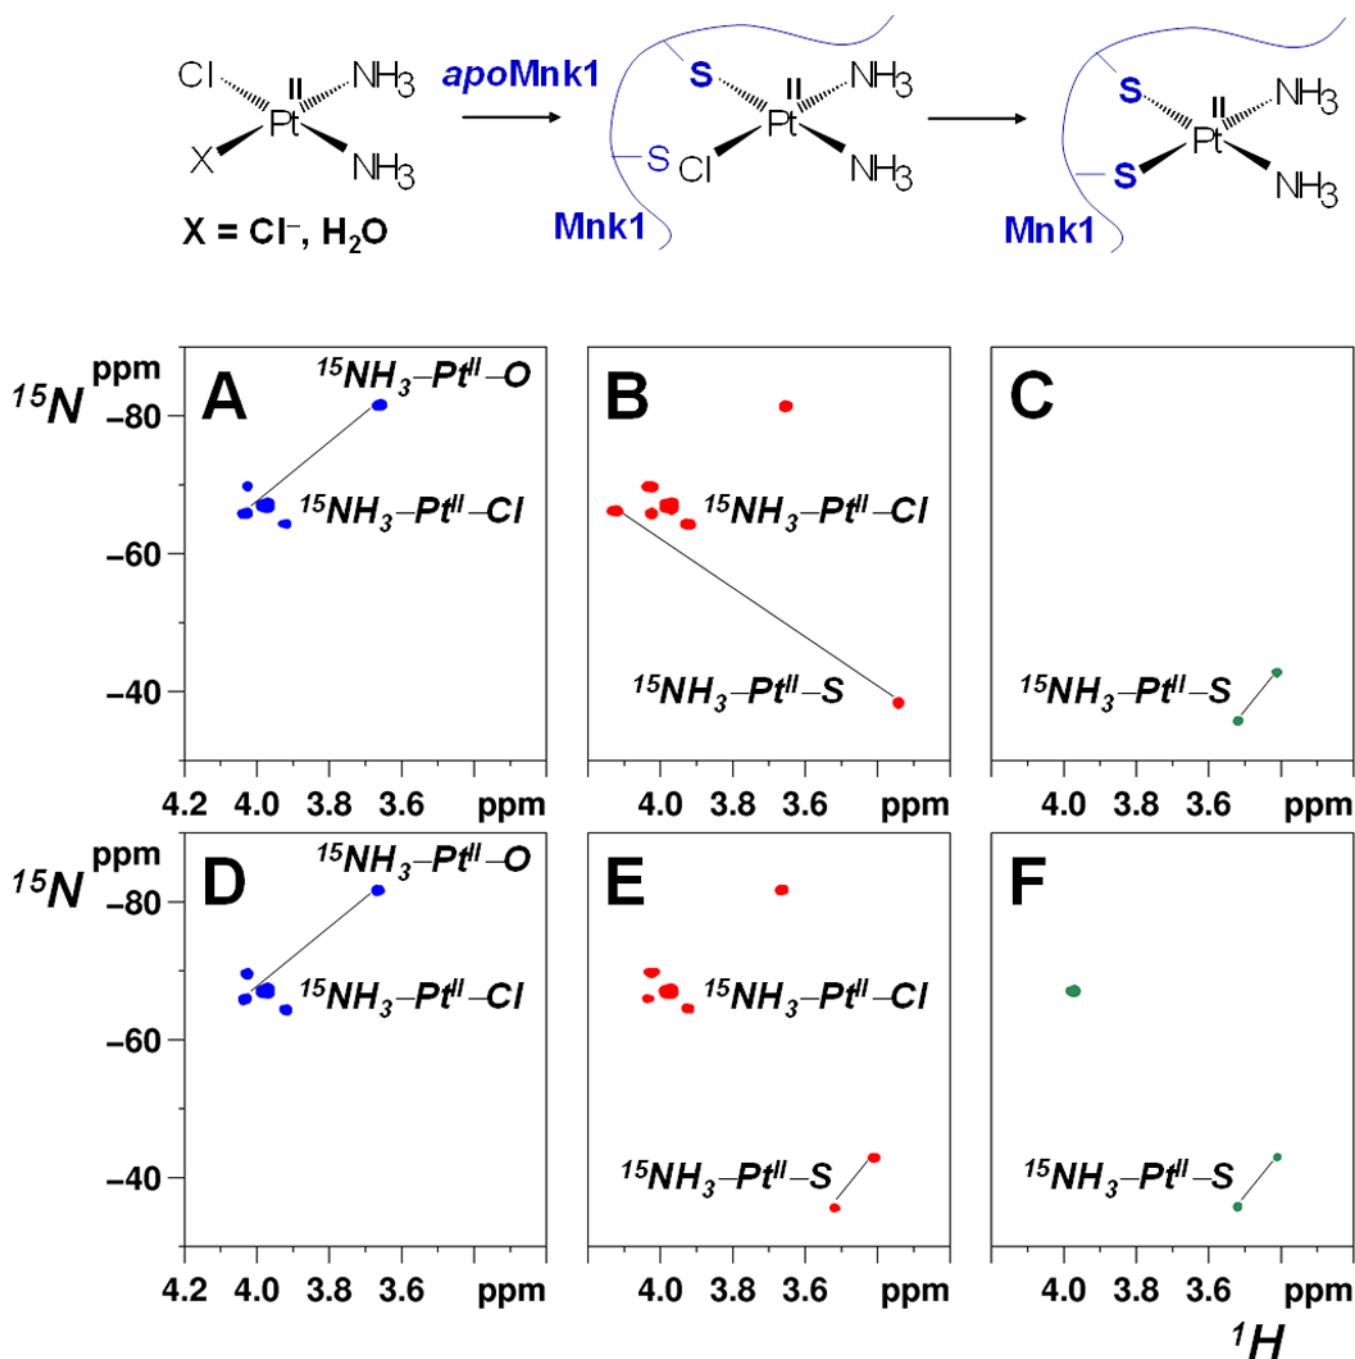 Cl
II
NH3
Pt
X
NH3
X = Cl–, H2O
apoMnk1
S
II
NH3
Pt
S
Cl
NH3
Mnk1
S
II
NH3
Pt
S
NH3
Mnk1
15N
ppm
–80
–60
–40
A
15NH3–PtII–O
15NH3–PtII–Cl
4.2 4.0 3.8 3.6 ppm
B
15NH3–PtII–Cl
15NH3–PtII–S
4.0 3.8 3.6 ppm
C
15NH3–PtII–S
4.0 3.8 3.6 ppm
15N
ppm
–80
–60
–40
D
15NH3–PtII–O
15NH3–PtII–Cl
4.2 4.0 3.8 3.6 ppm
E
15NH3–PtII–Cl
15NH3–PtII–S
4.0 3.8 3.6 ppm
F
15NH3–PtII–S
4.0 3.8 3.6 ppm
1H